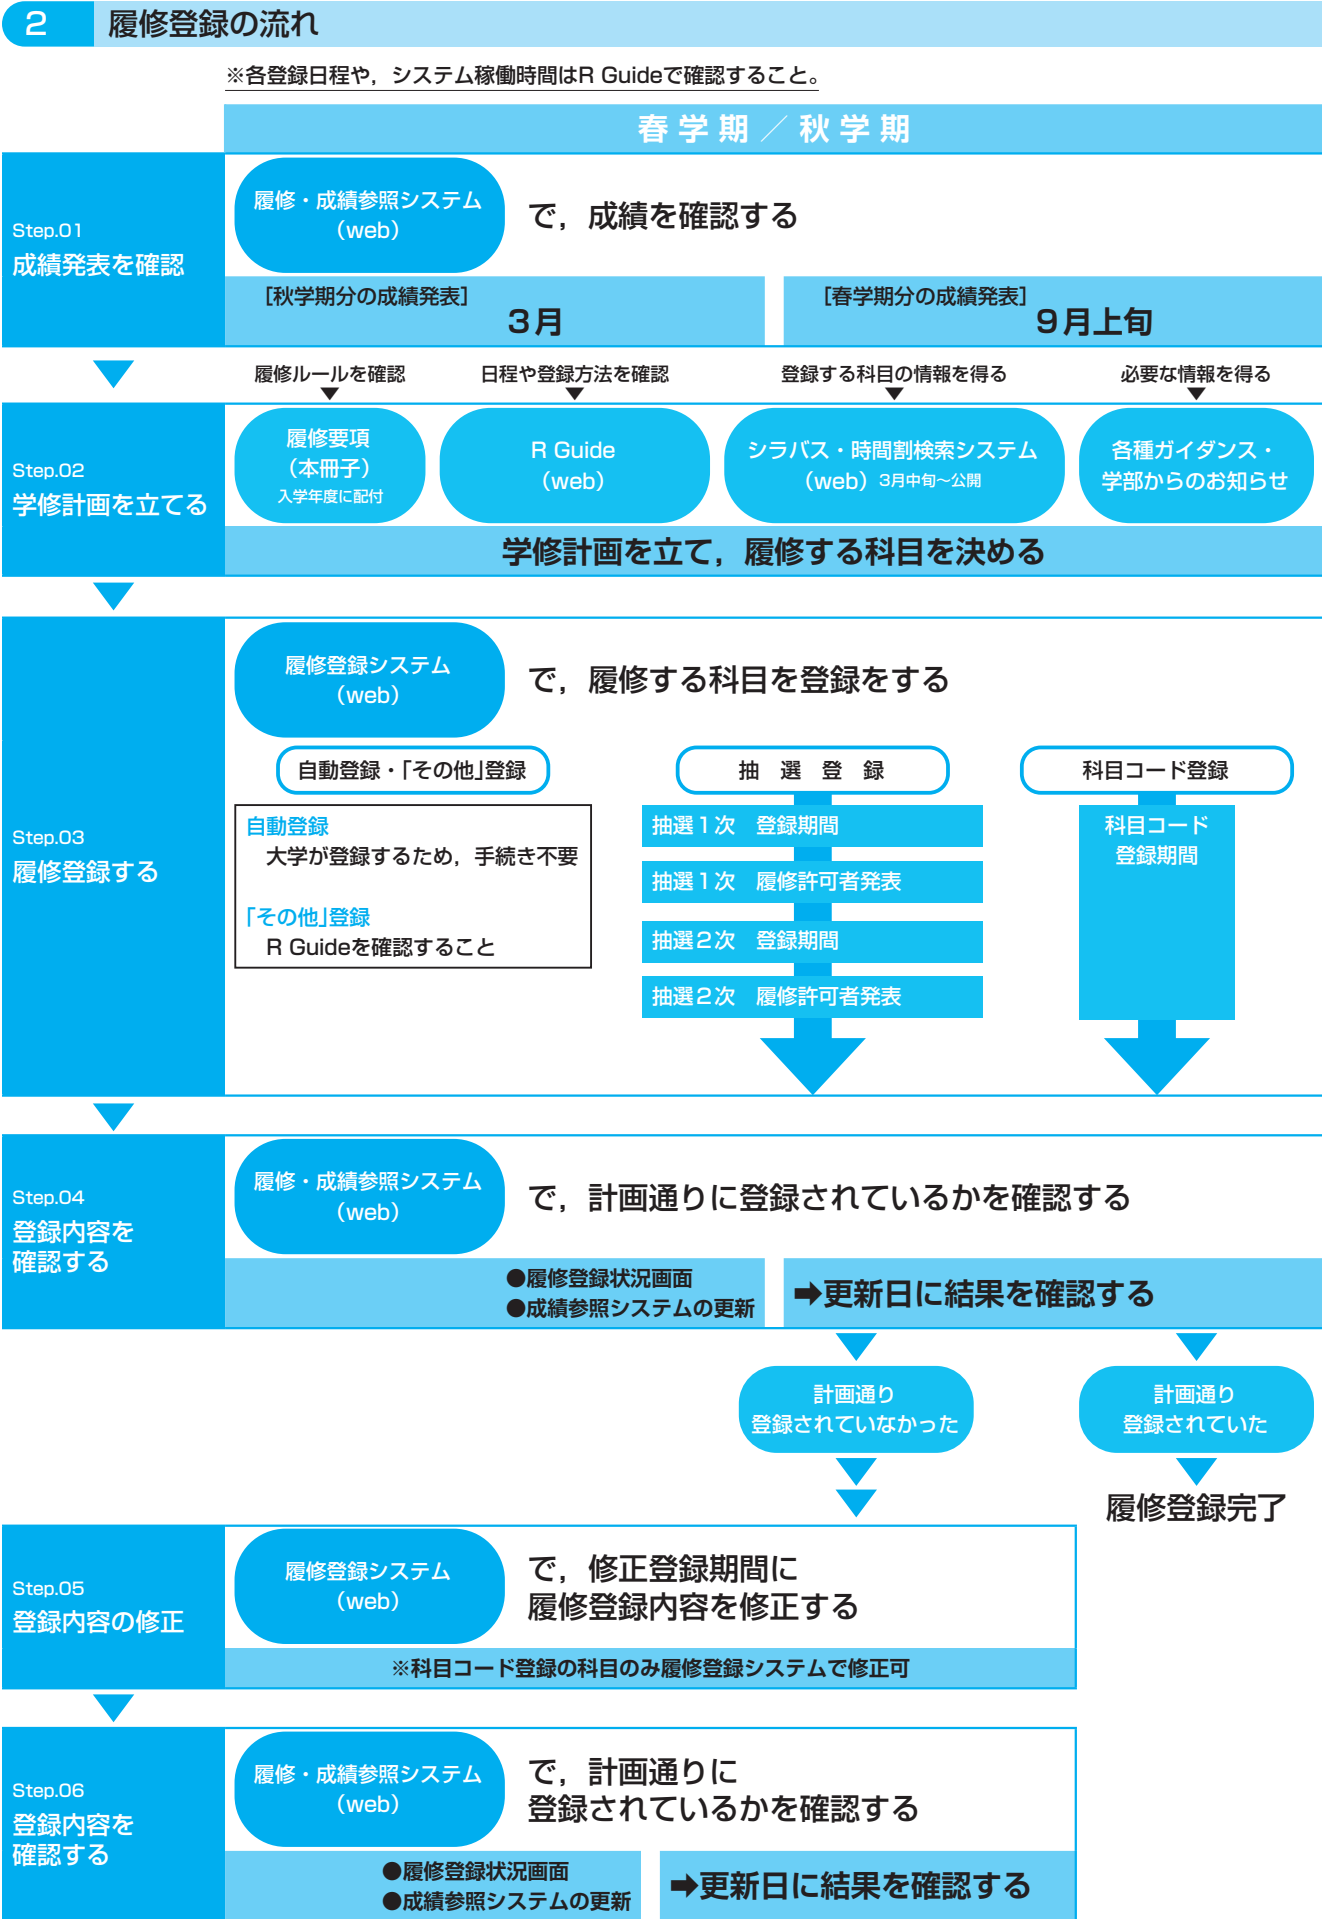 2 履修登録の流れ
※各登録日程や，システム稼働時間はR Guideで確認すること。
春学期／秋学期
Step.01
成績発表を確認
履修・成績参照システム
（web）
で，成績を確認する
［秋学期分の成績発表］
3月
［春学期分の成績発表］
9月上旬
履修ルールを確認
日程や登録方法を確認
登録する科目の情報を得る
必要な情報を得る
Step.02
学修計画を立てる
履修要項
（本冊子）
入学年度に配付
R Guide
（web）
シラバス・時間割検索システム
（web）3月中旬～公開
各種ガイダンス・
学部からのお知らせ
学修計画を立て，履修する科目を決める
Step.03
履修登録する
履修登録システム
（web）
で，履修する科目を登録をする
自動登録・「その他」登録
自動登録
大学が登録するため，手続き不要
「その他」登録
R Guideを確認すること
抽選登録
抽選1次　登録期間
抽選1次　履修許可者発表
抽選2次　登録期間
抽選2次　履修許可者発表
科目コード登録
科目コード
登録期間
Step.04
登録内容を
確認する
履修・成績参照システム
（web）
で，計画通りに登録されているかを確認する
●履修登録状況画面
●成績参照システムの更新
➡更新日に結果を確認する
計画通り
登録されていなかった
計画通り
登録されていた
履修登録完了
Step.05
登録内容の修正
履修登録システム
（web）
で，修正登録期間に
履修登録内容を修正する
※科目コード登録の科目のみ履修登録システムで修正可
Step.06
登録内容を
確認する
履修・成績参照システム
（web）
で，計画通りに
登録されているかを確認する
●履修登録状況画面
●成績参照システムの更新
➡更新日に結果を確認する